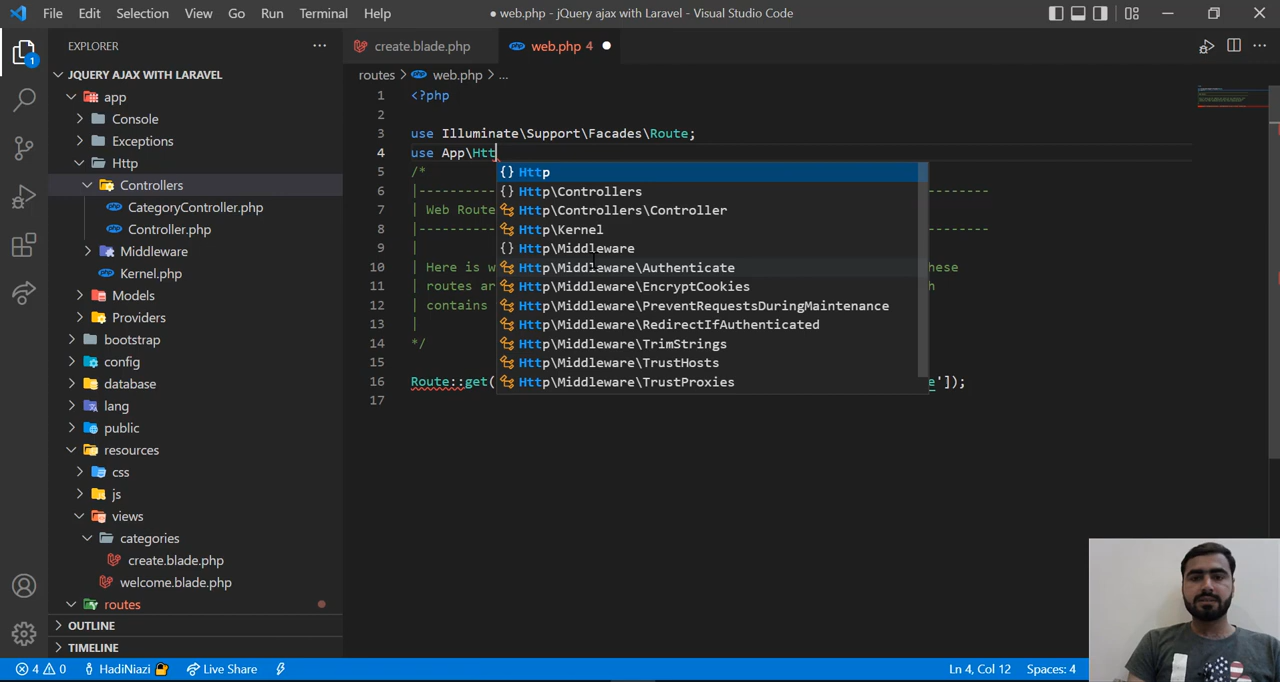 File Edit Selection View Go Run Terminal Help
● web.php - jQuery ajax with Laravel - Visual Studio Code
EXPLORER
JQUERY AJAX WITH LARAVEL
app
Console
Exceptions
Http
Controllers
CategoryController.php
Controller.php
Middleware
Kernel.php
Models
Providers
bootstrap
config
database
lang
public
resources
css
js
views
categories
create.blade.php
welcome.blade.php
routes
OUTLINE
TIMELINE
1
create.blade.php
web.php 4
routes > web.php > ...
1 <?php
2
3 use Illuminate\Support\Facades\Route;
4 use App\Htt
5 /*
6 |---
7 | Web Route
8 |---
9 |
10 | Here is w hese
11 | routes ar h
12 | contains
13 |
14 */
15
16 Route::get( e']);
17
{} Http
{} Http\Controllers
Http\Controllers\Controller
Http\Kernel
{} Http\Middleware
Http\Middleware\Authenticate
Http\Middleware\EncryptCookies
Http\Middleware\PreventRequestsDuringMaintenance
Http\Middleware\RedirectIfAuthenticated
Http\Middleware\TrimStrings
Http\Middleware\TrustHosts
Http\Middleware\TrustProxies
4 0 HadiNiazi Live Share
Ln 4, Col 12 Spaces: 4